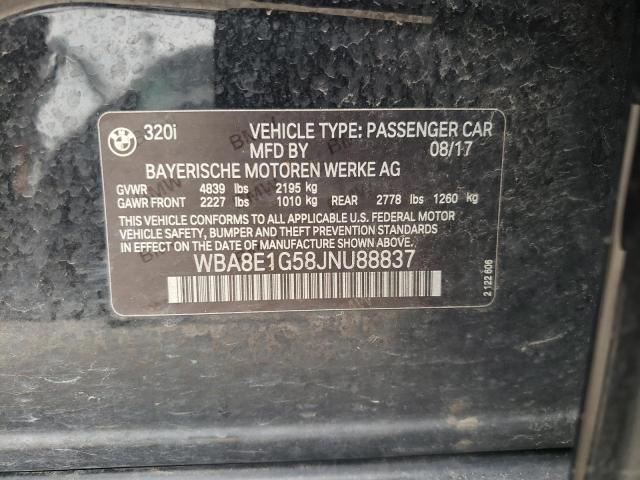 BMW 320i VEHICLE TYPE: PASSENGER CAR
MFD BY 08/17
BAYERISCHE MOTOREN WERKE AG
GVWR 4839 lbs 2195 kg
GAWR FRONT 2227 lbs 1010 kg REAR 2778 lbs 1260 kg
THIS VEHICLE CONFORMS TO ALL APPLICABLE U.S. FEDERAL MOTOR
VEHICLE SAFETY, BUMPER AND THEFT PREVENTION STANDARDS
IN EFFECT ON THE DATE OF MANUFACTURE SHOWN ABOVE.
WBA8E1G58JNU88837
2 122 606